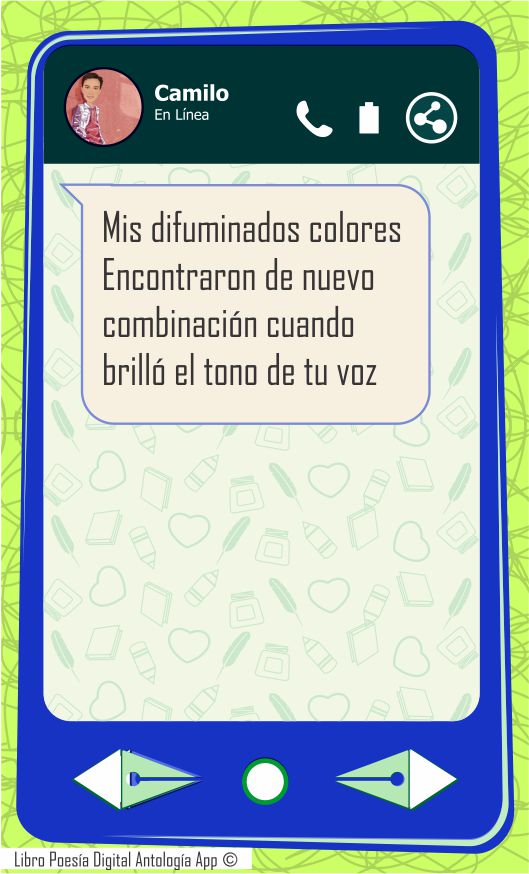 Camilo
En Línea
Mis difuminados colores
Encontraron de nuevo
combinación cuando
brilló el tono de tu voz
Libro Poesía Digital Antología App ©